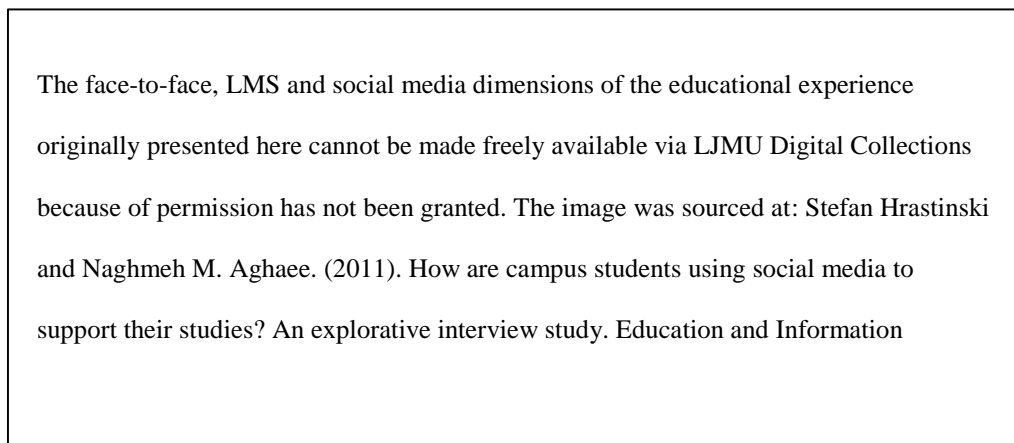 The face-to-face, LMS and social media dimensions of the educational experience
originally presented here cannot be made freely available via LJMU Digital Collections
because of permission has not been granted. The image was sourced at: Stefan Hrastinski
and Naghmeh M. Aghaee. (2011). How are campus students using social media to
support their studies? An explorative interview study. Education and Information